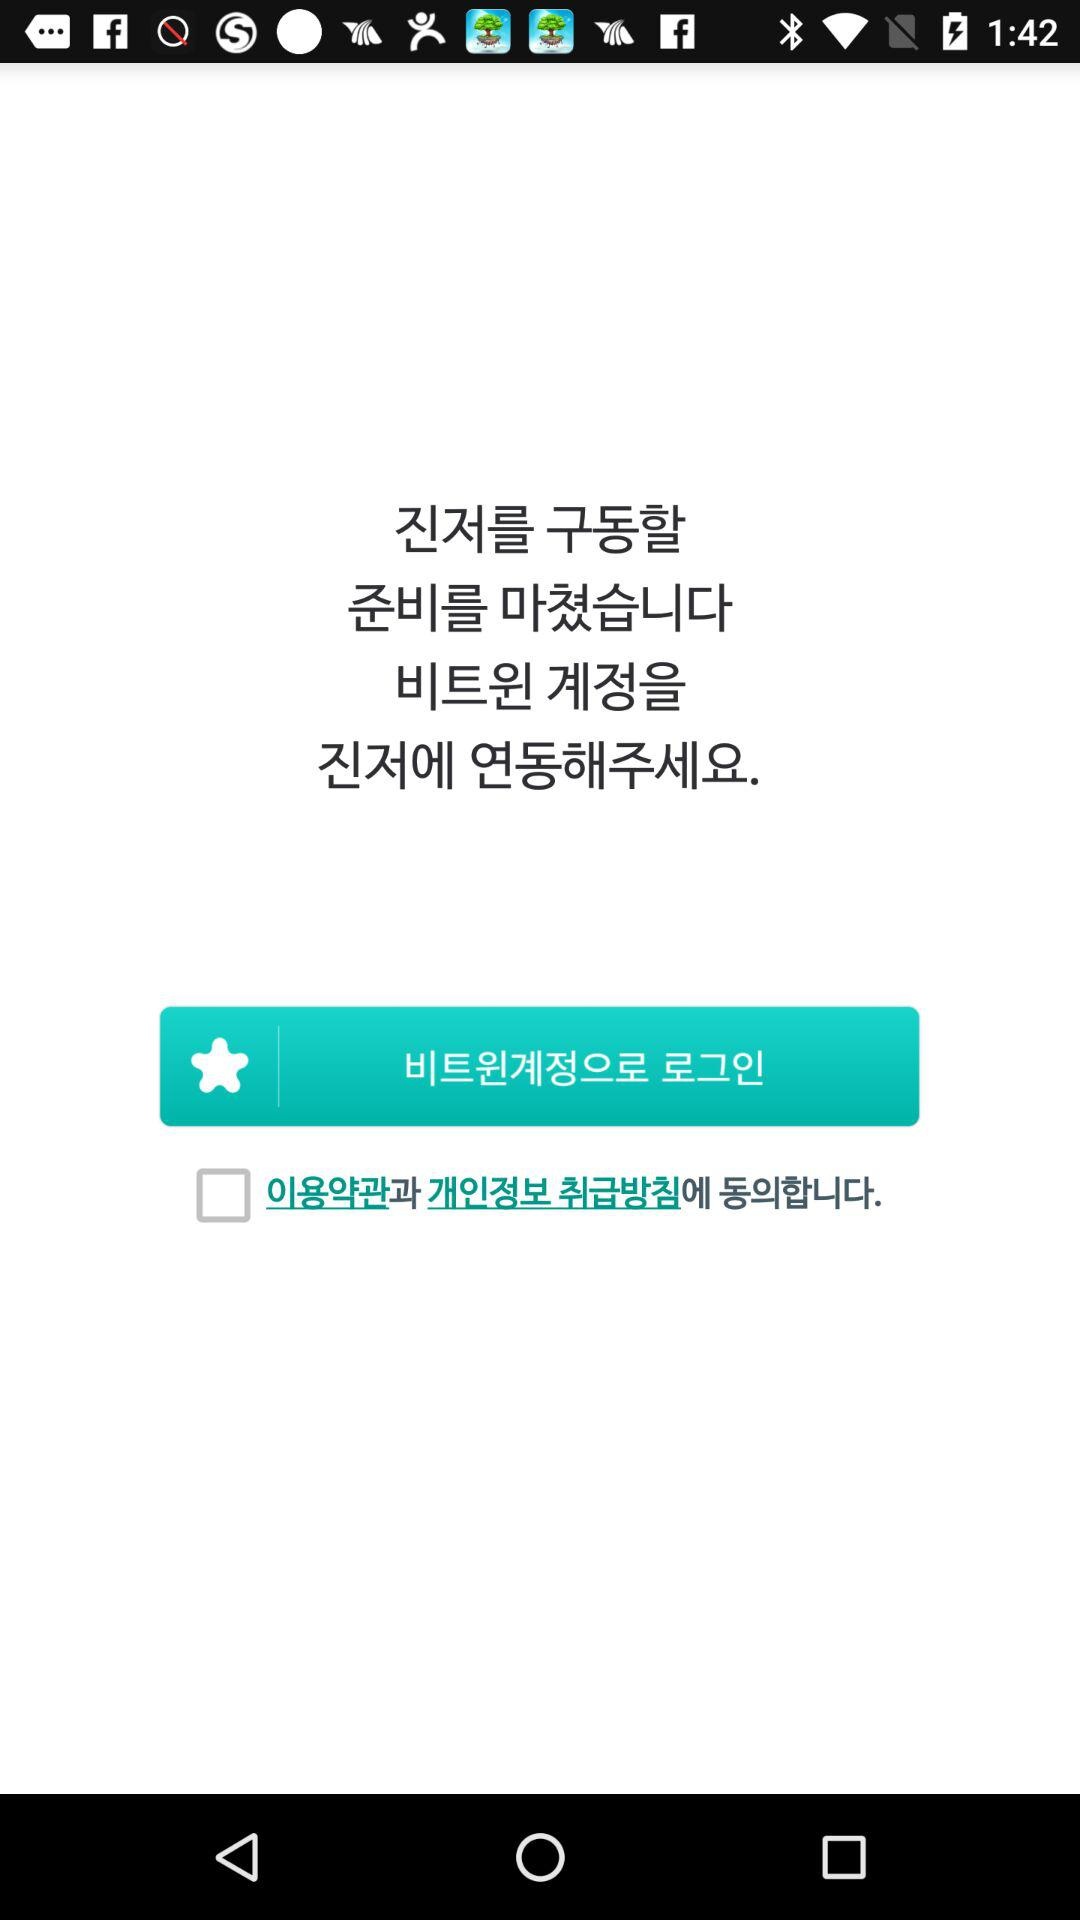 1:42
진저를 구동할
준비를 마쳤습니다
비트윈 계정을
진저에 연동해주세요.
비트윈계정으로 로그인
이용약관과 개인정보 취급방침에 동의합니다.